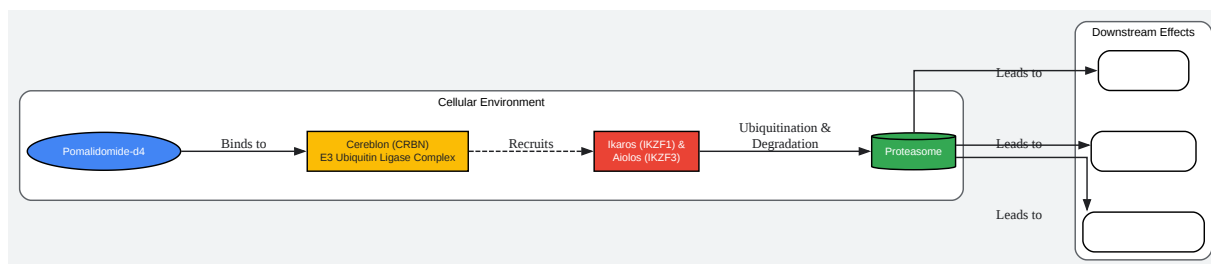 Downstream Effects
Leads to
Cellular Environment
Pomalidomide-d4
Binds to
Cereblon (CRBN)
E3 Ubiquitin Ligase Complex
Recruits
Ikaros (IKZF1) &
Aiolos (IKZF3)
Ubiquitination &
Degradation
Proteasome
Leads to
Leads to